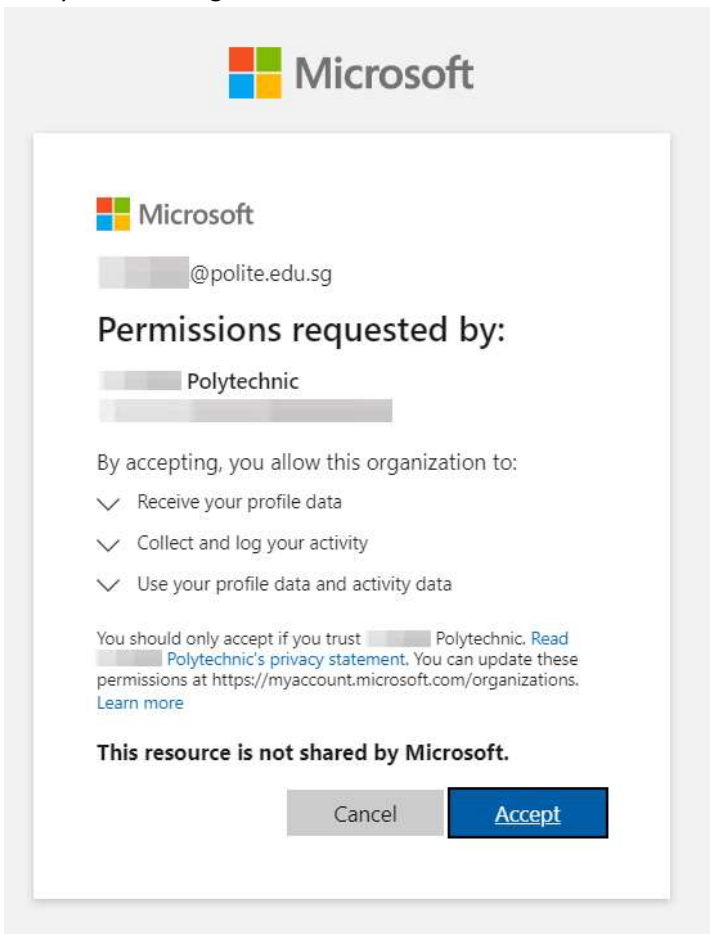 Microsoft
Microsoft
@polite.edu.sg
Permissions requested by:
Polytechnic
By accepting, you allow this organization to:
Receive your profile data
Collect and log your activity
Use your profile data and activity data
You should only accept if you trust Polytechnic. Read
Polytechnic's privacy statement. You can update these
permissions at https://myaccount.microsoft.com/organizations.
Learn more
This resource is not shared by Microsoft.
Cancel Accept